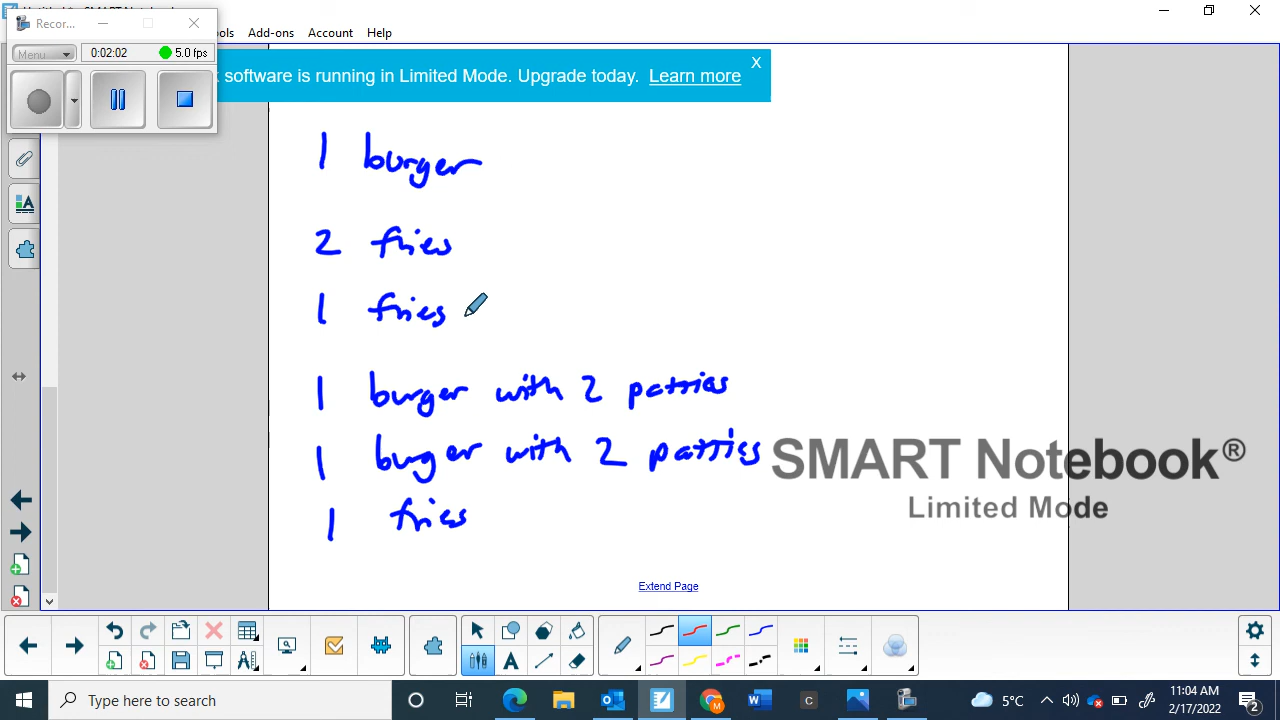 Recor...
Menu
0:02:02
5.0 fps
Add-ons Account Help
software is running in Limited Mode. Upgrade today. Learn more X
1 burger
2 fries
1 fries
1 burger with 2 patties
1 burger with 2 patties
1 fries
SMART Notebook®
Limited Mode
Extend Page
Type here to search
5°C
11:04 AM
2/17/2022
2